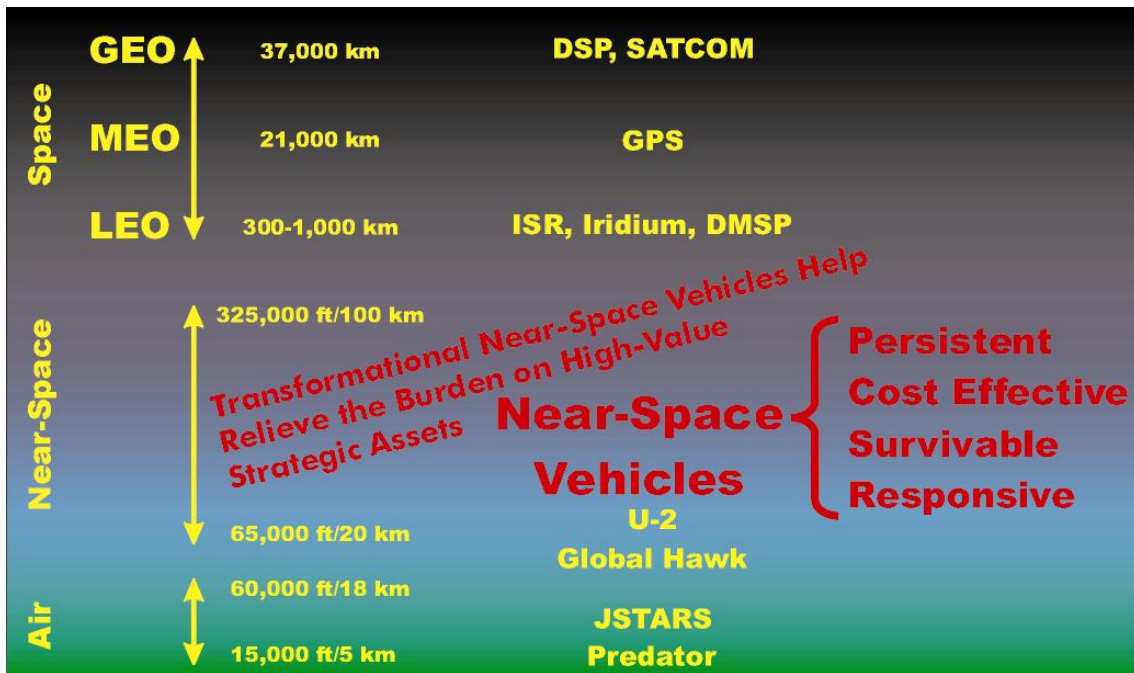 Space
GEO
37,000 km
DSP, SATCOM
MEO
21,000 km
GPS
LEO
300-1,000 km
ISR, Iridium, DMSP
Near-Space
325,000 ft/100 km
Transformational Near-Space Vehicles Help
Relieve the Burden on High-Value
Strategic Assets
Near-Space
Vehicles
Persistent
Cost Effective
Survivable
Responsive
U-2
65,000 ft/20 km
Global Hawk
Air
60,000 ft/18 km
JSTARS
15,000 ft/5 km
Predator